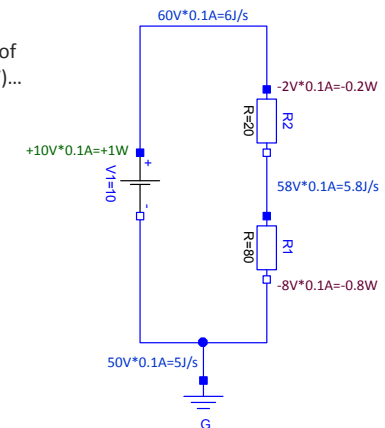 60V*0.1A=6J/s
of
)...
-2V*0.1A=-0.2W
R2
R=20
+10V*0.1A=+1W
+
V1=10
-
58V*0.1A=5.8J/s
R1
R=80
-8V*0.1A=-0.8W
50V*0.1A=5J/s
G